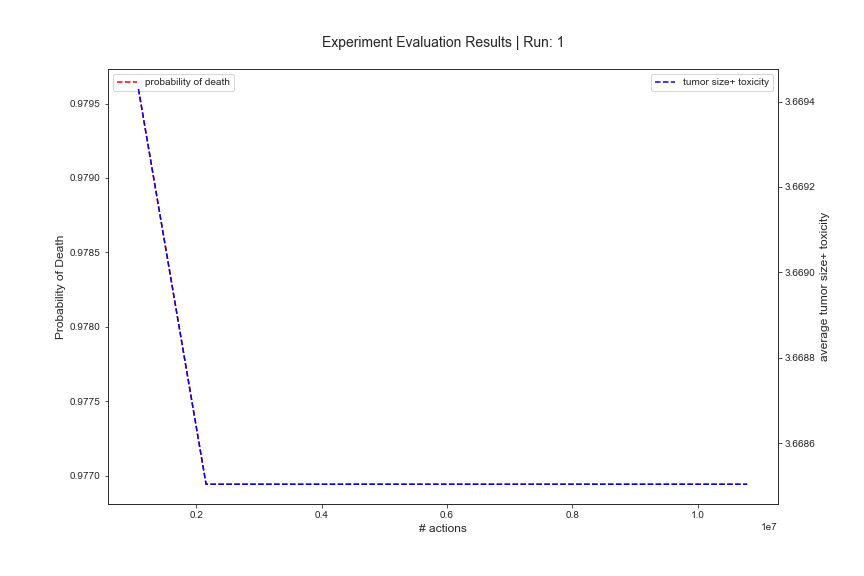 Experiment Evaluation Results | Run: 1
probability of death
tumor size+ toxicity
0.9795
0.9790
0.9785
0.9780
0.9775
0.9770
Probability of Death
3.6694
3.6692
3.6690
3.6688
3.6686
average tumor size+ toxicity
0.2
0.4
0.6
0.8
1.0
1e7
# actions